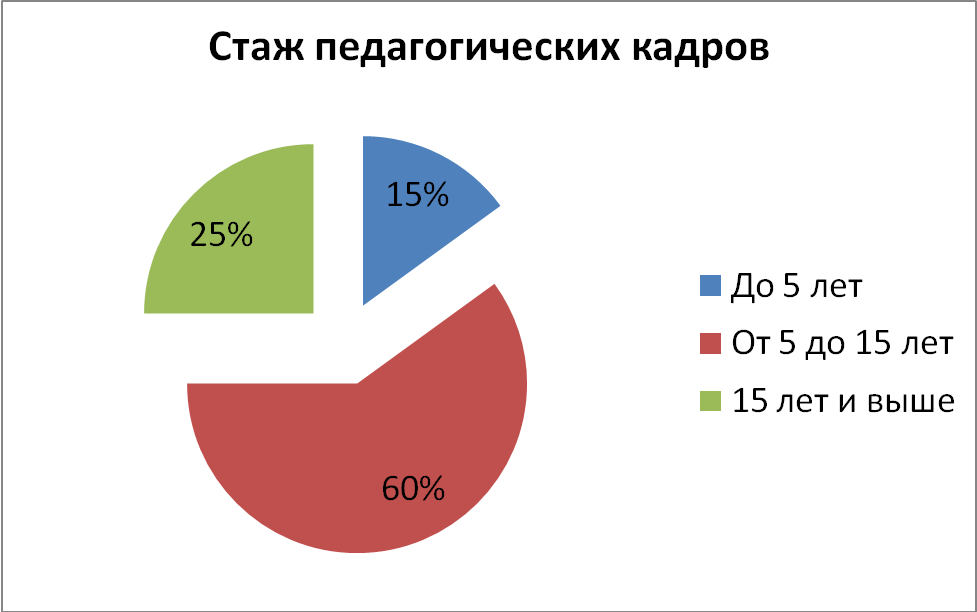 Стаж педагогических кадров
15%
25%
60%
До 5 лет
От 5 до 15 лет
15 лет и выше